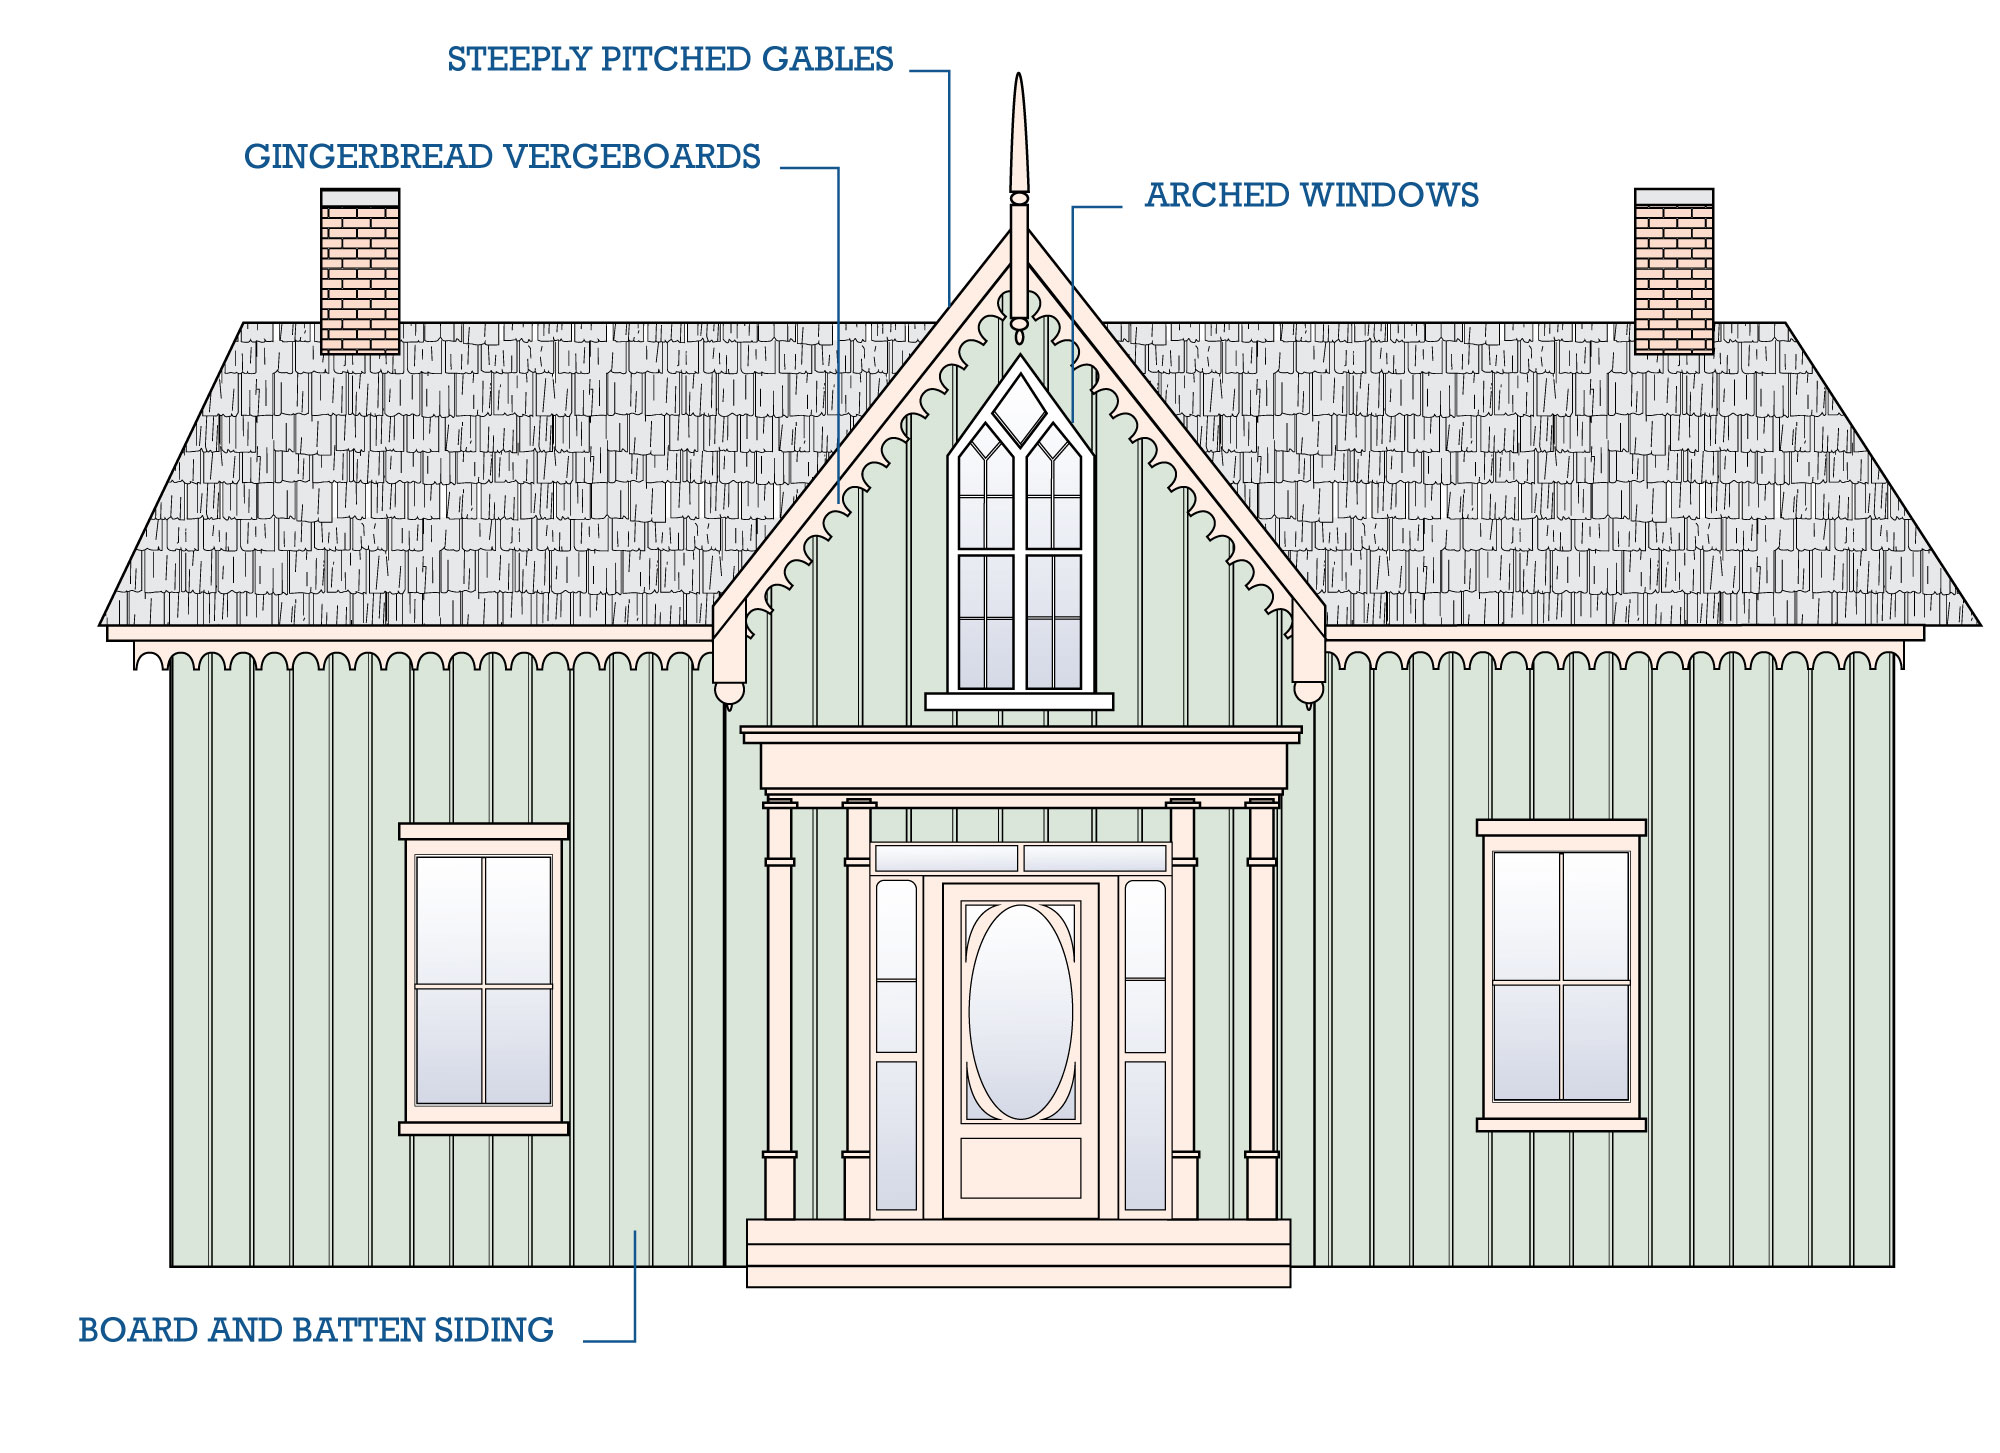 STEEPLY PITCHED GABLES
GINGERBREAD VERGEBOARDS
ARCHED WINDOWS
BOARD AND BATTEN SIDING